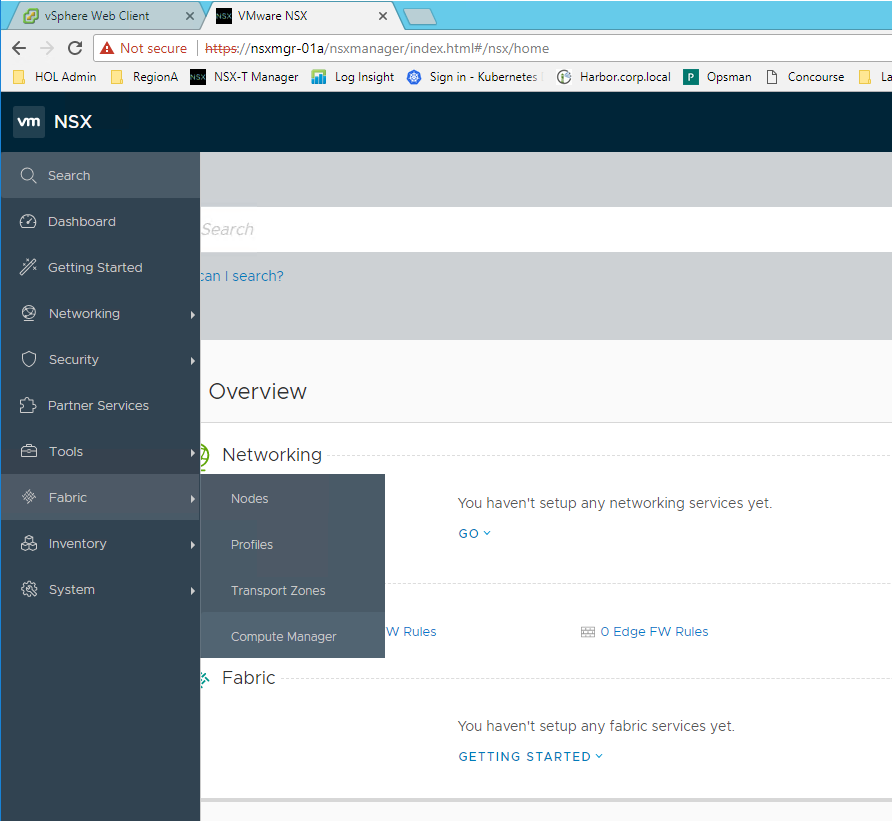 vSphere Web Client
NSX VMware NSX
Not secure https://nsxmgr-01a/nsxmanager/index.html#/nsx/home
HOL Admin RegionA NSX NSX-T Manager Log Insight Sign in - Kubernetes Harbor.corp.local P Opsman Concourse La
vm NSX
Search
Dashboard
Getting Started
Networking
Security
Partner Services
Tools
Fabric
Inventory
System
Nodes
Profiles
Transport Zones
Compute Manager
Search
can I search?
Overview
Networking
You haven't setup any networking services yet.
GO
W Rules
0 Edge FW Rules
Fabric
You haven't setup any fabric services yet.
GETTING STARTED